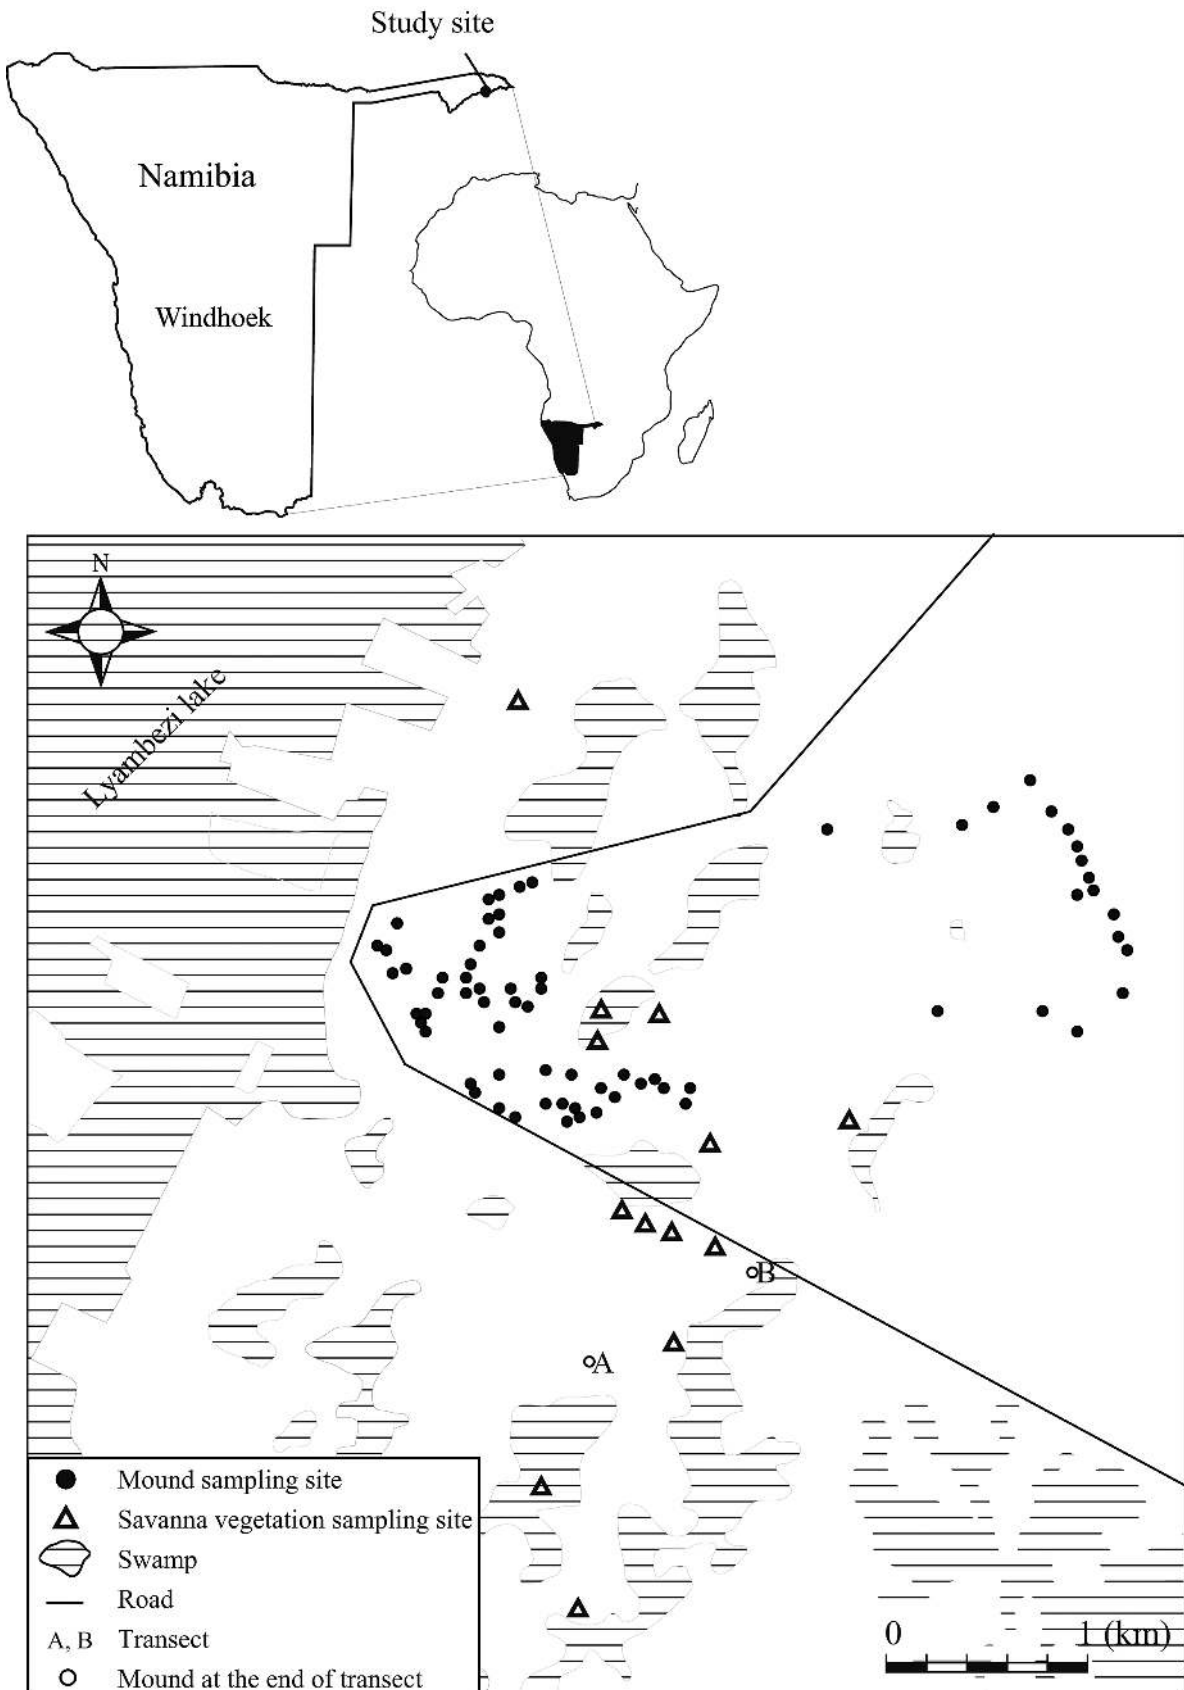 Study site
Namibia
Windhoek
N
Lyambezi lake
B
A
Mound sampling site
Savanna vegetation sampling site
Swamp
Road
A, B Transect
Mound at the end of transect
0 1 (km)